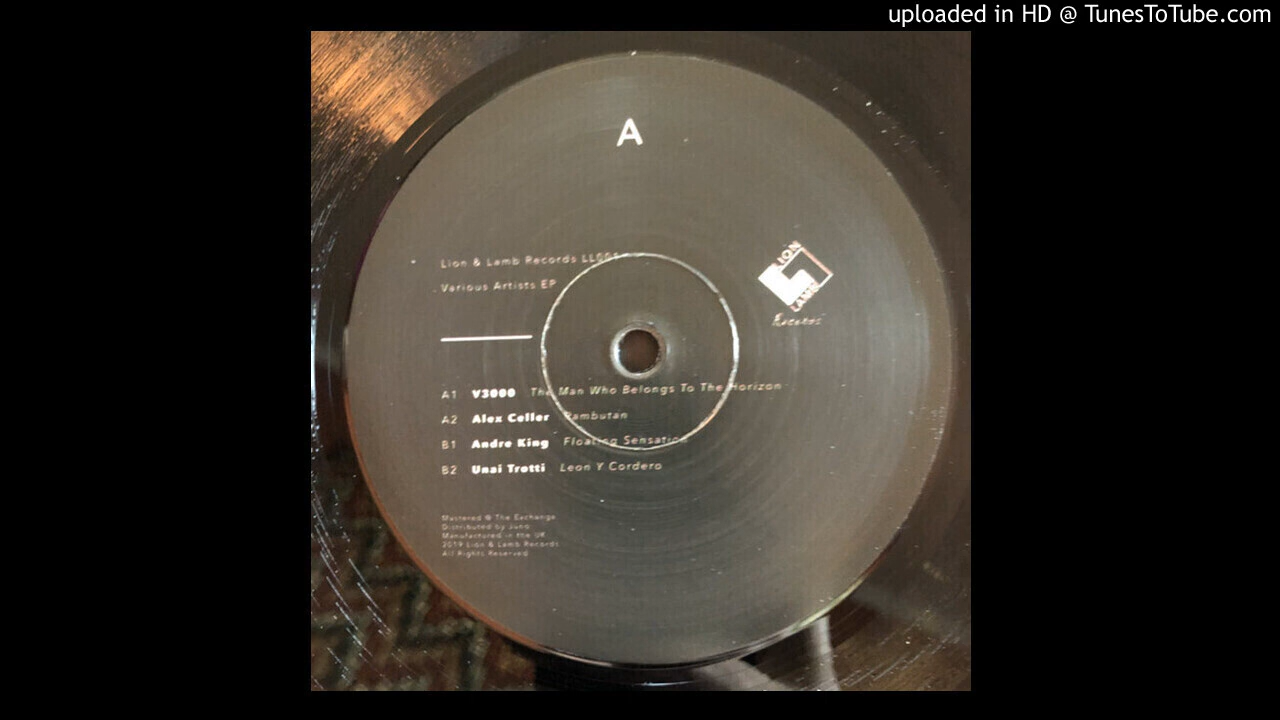 uploaded in HD @ TunesToTube.com
A
Lion & Lamb Records LL001
Various Artists EP
LION
LAMB
Records
A1 V3000 The Man Who Belongs To The Horizon
A2 Alex Celler Rambutan
B1 Andre King Floating Sensation
B2 Unai Trotti Leon Y Cordero
Mastered @ The Exchange
Distributed by Juno
Manufactured in the UK
2019 Lion & Lamb Records
All Rights Reserved